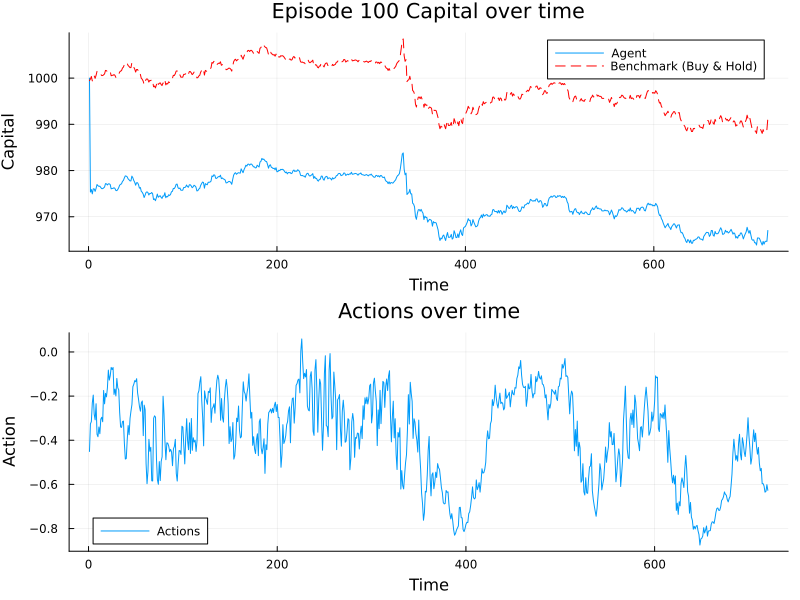 Episode 100 Capital over time
Agent
Benchmark (Buy & Hold)
Capital
1000
990
980
970
0
200
400
600
Time
Actions over time
Action
0.0
−0.2
−0.4
−0.6
−0.8
Actions
0
200
400
600
Time